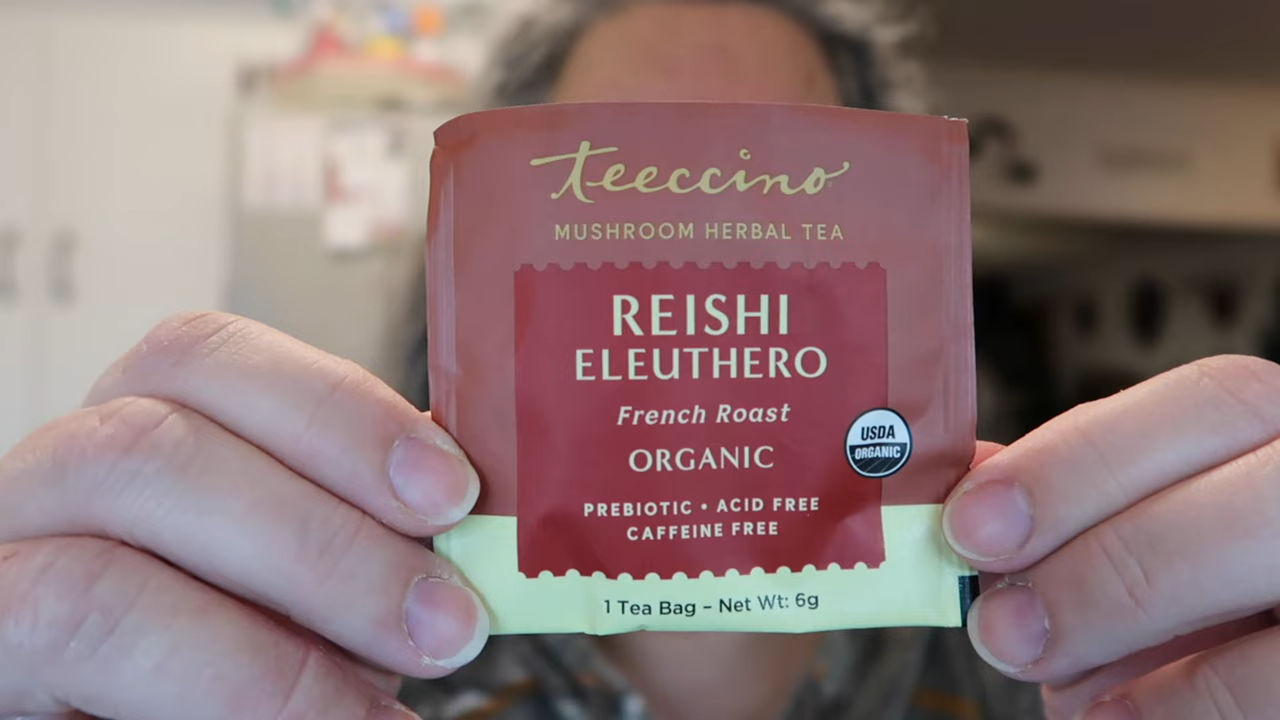 teeccino
MUSHROOM HERBAL TEA
REISHI
ELEUTHERO
French Roast
ORGANIC
USDA
ORGANIC
PREBIOTIC • ACID FREE
CAFFEINE FREE
1 Tea Bag – Net Wt: 6g